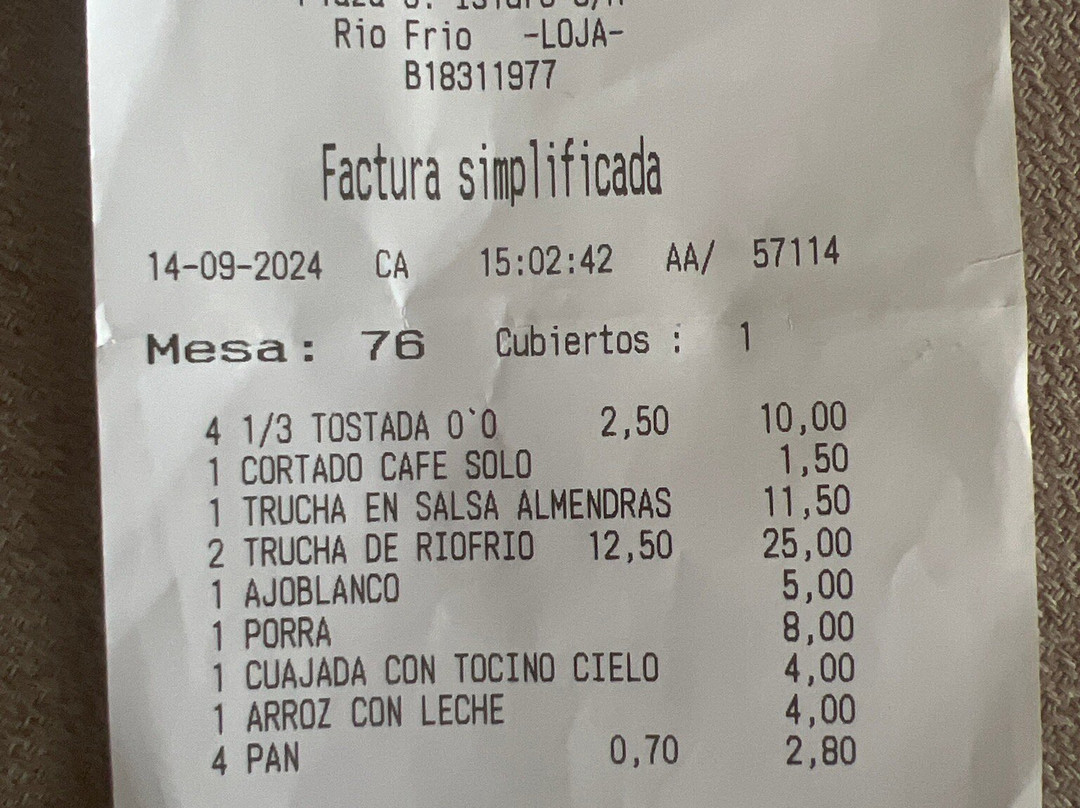 Rio Frio -LOJA-
B18311977
Factura simplificada
14-09-2024 CA 15:02:42 AA/ 57114
Mesa: 76 Cubiertos : 1
4 1/3 TOSTADA O`O 2,50 10,00
1 CORTADO CAFE SOLO 1,50
1 TRUCHA EN SALSA ALMENDRAS 11,50
2 TRUCHA DE RIOFRIO 12,50 25,00
1 AJOBLANCO 5,00
1 PORRA 8,00
1 CUAJADA CON TOCINO CIELO 4,00
1 ARROZ CON LECHE 4,00
4 PAN 0,70 2,80